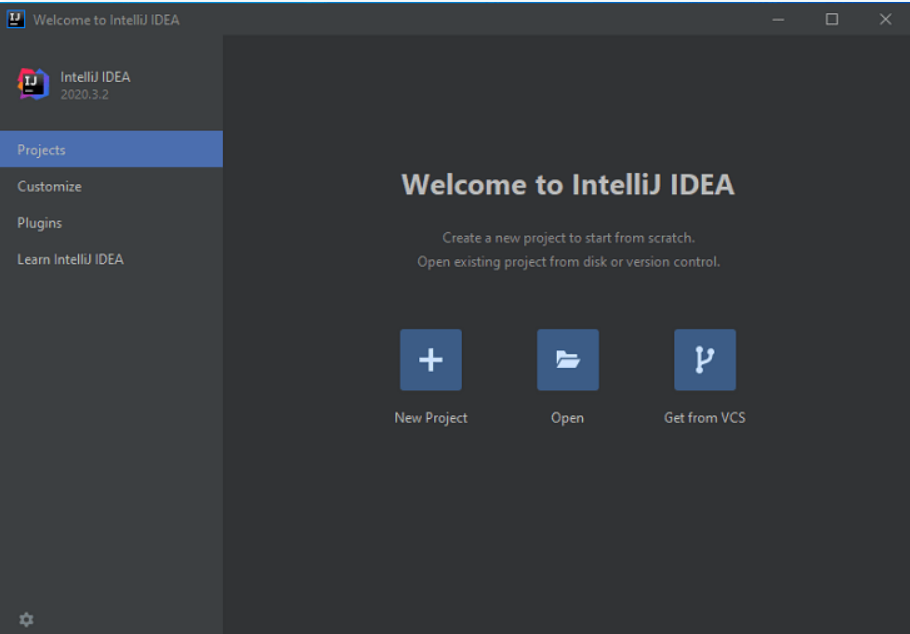 Welcome to IntelliJ IDEA
IntelliJ IDEA
2020.3.2
Projects
Customize
Plugins
Learn IntelliJ IDEA
Welcome to IntelliJ IDEA
Create a new project to start from scratch.
Open existing project from disk or version control.
New Project
Open
Get from VCS